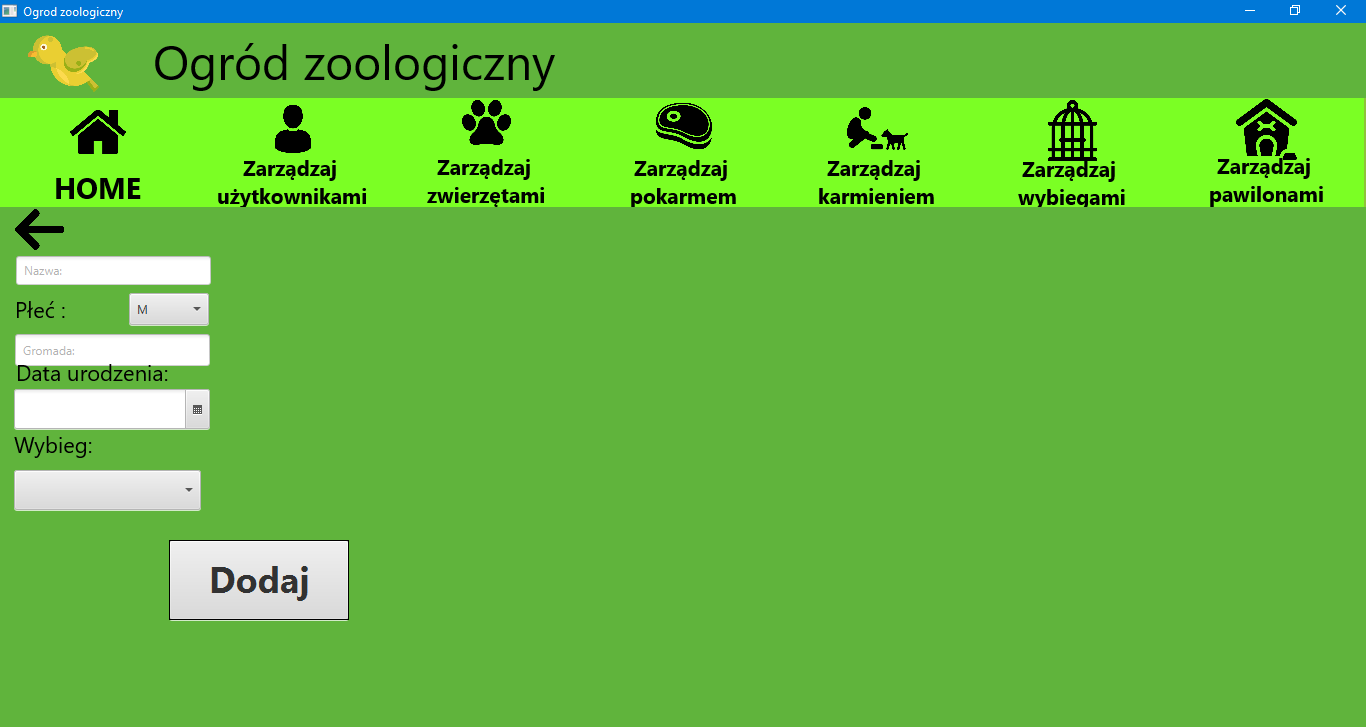 Ogrod zoologiczny
Ogród zoologiczny
HOME
Zarządzaj
użytkownikami
Zarządzaj
zwierzętami
Zarządzaj
pokarmem
Zarządzaj
karmieniem
Zarządzaj
wybiegami
Zarządzaj
pawilonami
Nazwa:
Płeć :
M
Gromada:
Data urodzenia:
Wybieg:
Dodaj